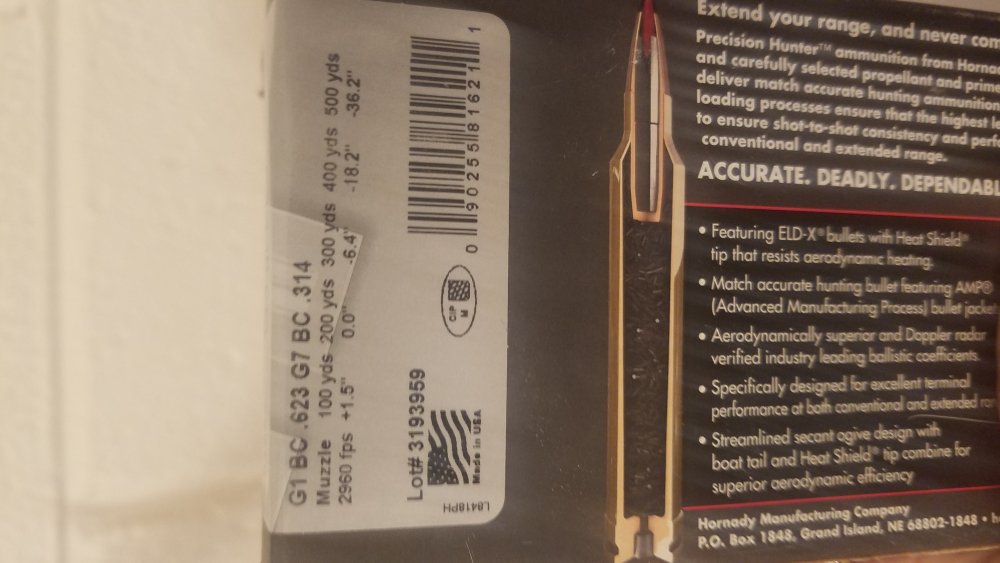 G1 BC .623 G7 BC .314
Muzzle 100 yds 200 yds 300 yds 400 yds 500 yds
2960 fps +1.5" 0.0" -6.4" -18.2" -36.2"
Lot# 3193959
Made in USA
CIP
M
0 90255 81621 1
L8418PH
Extend your range, and never com
Precision Hunter™ ammunition from Horna
and carefully selected propellant and prime
deliver match accurate hunting ammunition
loading processes ensure that the highest le
to ensure shot-to-shot consistency and perfo
conventional and extended range.
ACCURATE. DEADLY. DEPENDABL
• Featuring ELD-X® bullets with Heat Shield®
tip that resists aerodynamic heating.
• Match accurate hunting bullet featuring AMP®
(Advanced Manufacturing Process) bullet jacket
• Aerodynamically superior and Doppler radar
verified industry leading ballistic coefficients.
• Specifically designed for excellent terminal
performance at both conventional and extended ra
• Streamlined secant ogive design with
boat tail and Heat Shield® tip combine for
superior aerodynamic efficiency
Hornady Manufacturing Company
P.O. Box 1848, Grand Island, NE 68802-1848 •